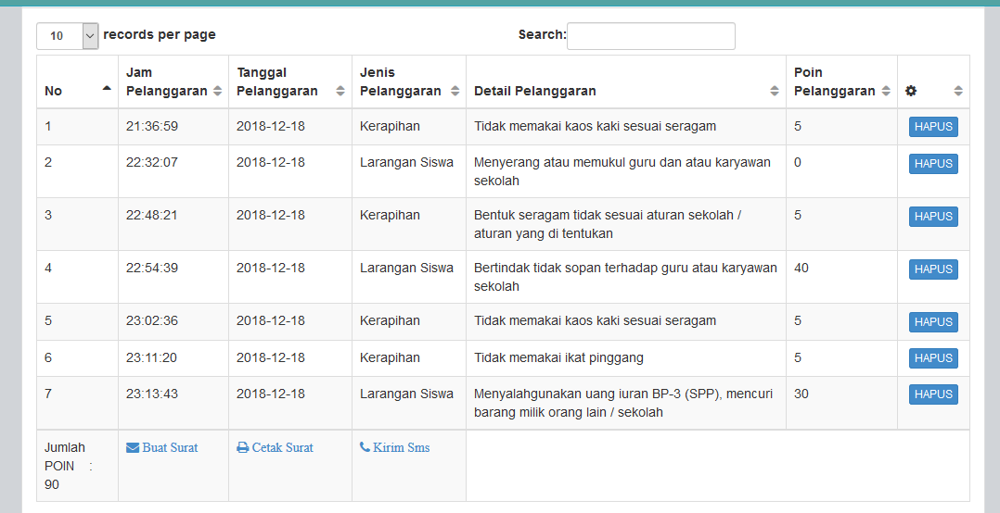 10 records per page Search:
No Jam Pelanggaran Tanggal Pelanggaran Jenis Pelanggaran Detail Pelanggaran Poin Pelanggaran
1 21:36:59 2018-12-18 Kerapihan Tidak memakai kaos kaki sesuai seragam 5 HAPUS
2 22:32:07 2018-12-18 Larangan Siswa Menyerang atau memukul guru dan atau karyawan sekolah 0 HAPUS
3 22:48:21 2018-12-18 Kerapihan Bentuk seragam tidak sesuai aturan sekolah / aturan yang di tentukan 5 HAPUS
4 22:54:39 2018-12-18 Larangan Siswa Bertindak tidak sopan terhadap guru atau karyawan sekolah 40 HAPUS
5 23:02:36 2018-12-18 Kerapihan Tidak memakai kaos kaki sesuai seragam 5 HAPUS
6 23:11:20 2018-12-18 Kerapihan Tidak memakai ikat pinggang 5 HAPUS
7 23:13:43 2018-12-18 Larangan Siswa Menyalahgunakan uang iuran BP-3 (SPP), mencuri barang milik orang lain / sekolah 30 HAPUS
Jumlah POIN : 90 Buat Surat Cetak Surat Kirim Sms